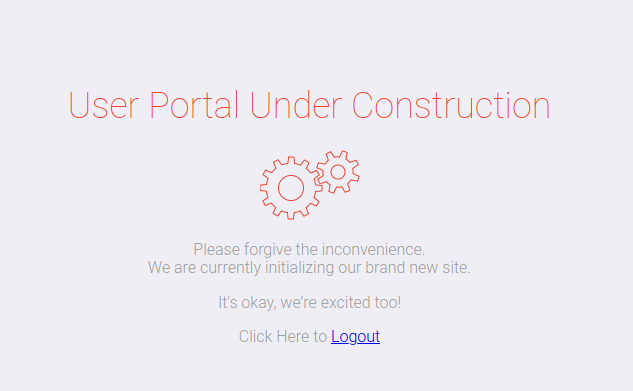 User Portal Under Construction
Please forgive the inconvenience.
We are currently initializing our brand new site.
It's okay, we're excited too!
Click Here to Logout